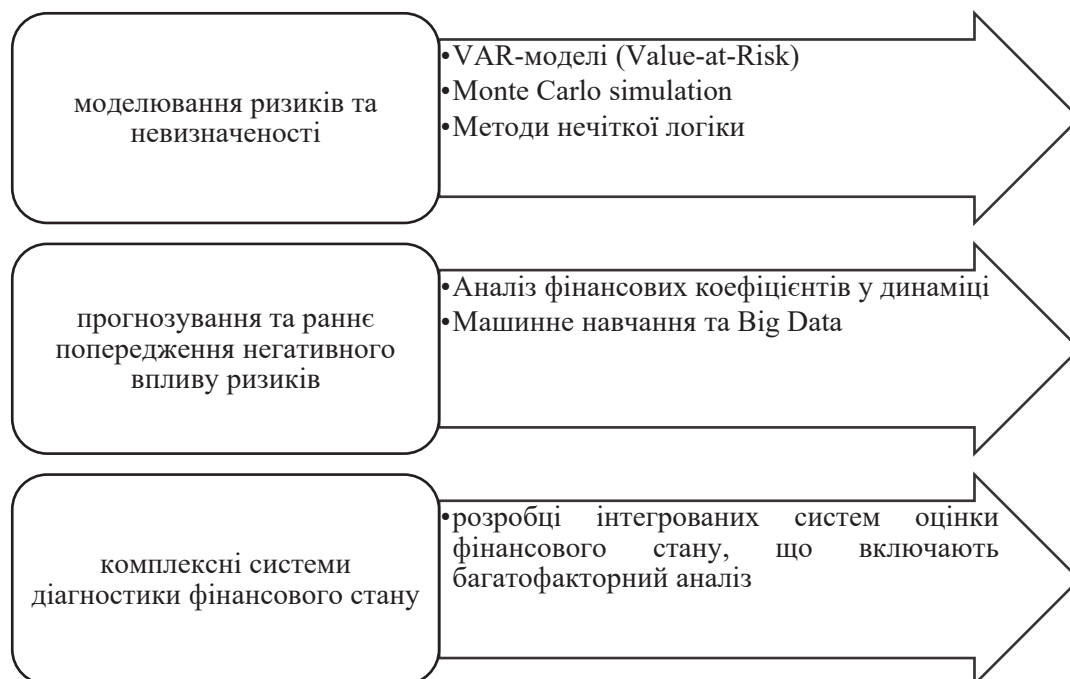 моделювання ризиків та
невизначеності
•VAR-моделі (Value-at-Risk)
•Monte Carlo simulation
•Методи нечіткої логіки
прогнозування та раннє
попередження негативного
впливу ризиків
•Аналіз фінансових коефіцієнтів у динаміці
•Машинне навчання та Big Data
комплексні системи
діагностики фінансового стану
•розробці інтегрованих систем оцінки
фінансового стану, що включають
багатофакторний аналіз